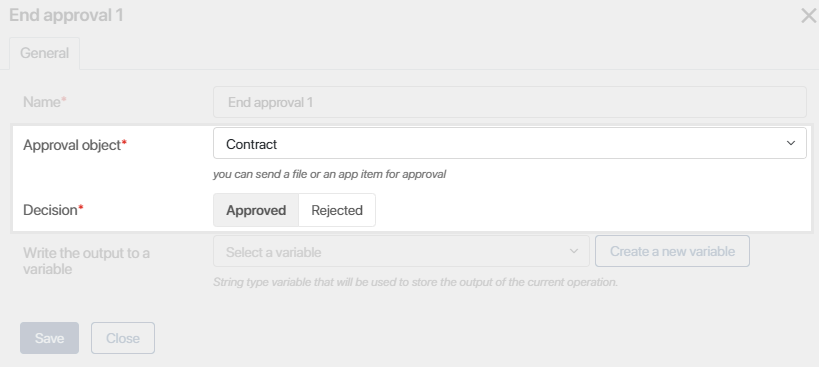 End approval 1
General
Name*
End approval 1
Approval object*
Contract
you can send a file or an app item for approval
Decision*
Approved Rejected
Write the output to a
variable
Select a variable
Create a new variable
String type variable that will be used to store the output of the current operation.
Save Close